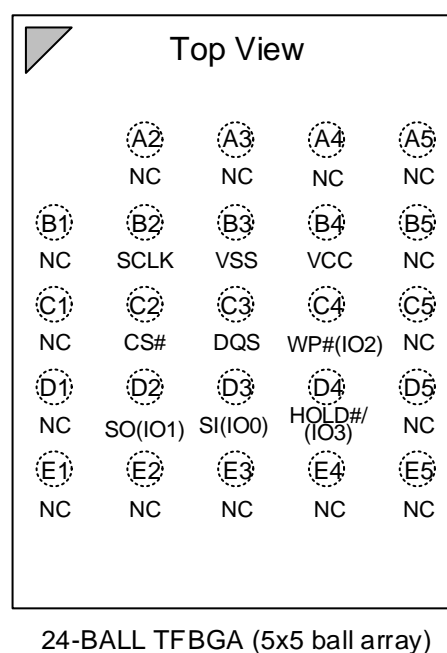 Top View
A2 A3 A4 A5
NC NC NC NC
B1 B2 B3 B4 B5
NC SCLK VSS VCC NC
C1 C2 C3 C4 C5
NC CS# DQS WP#(IO2) NC
D1 D2 D3 D4 D5
NC SO(IO1) SI(IO0) HOLD#/
(IO3) NC
E1 E2 E3 E4 E5
NC NC NC NC NC
24-BALL TFBGA (5x5 ball array)